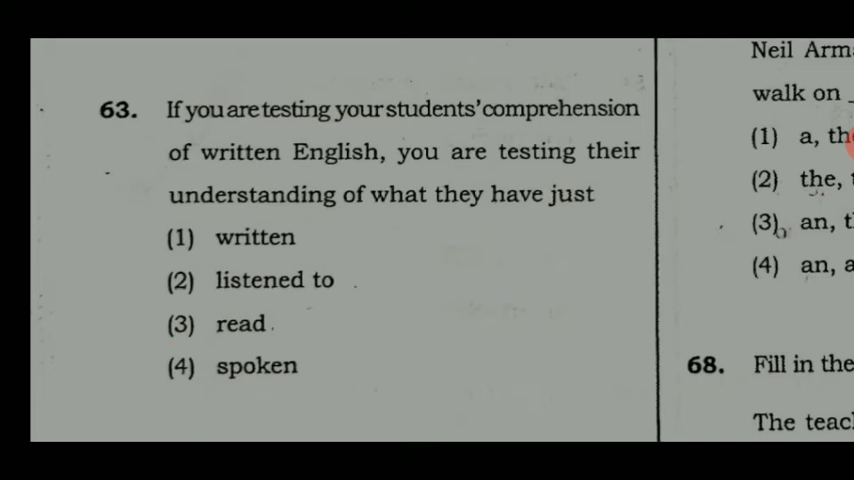 63. If you are testing your students' comprehension
of written English, you are testing their
understanding of what they have just
(1) written
(2) listened to
(3) read
(4) spoken
Neil
walk on
(1) a,
(2) the,
(3) an,
(4) an,
68. Fill in the
The